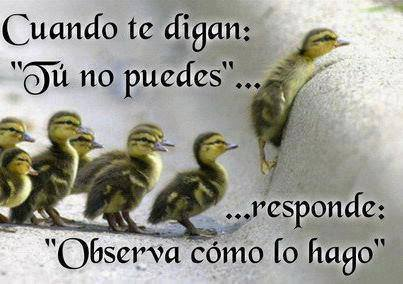 Cuando te digan:
"Tú no puedes"...
...responde:
"Observa cómo lo hago"